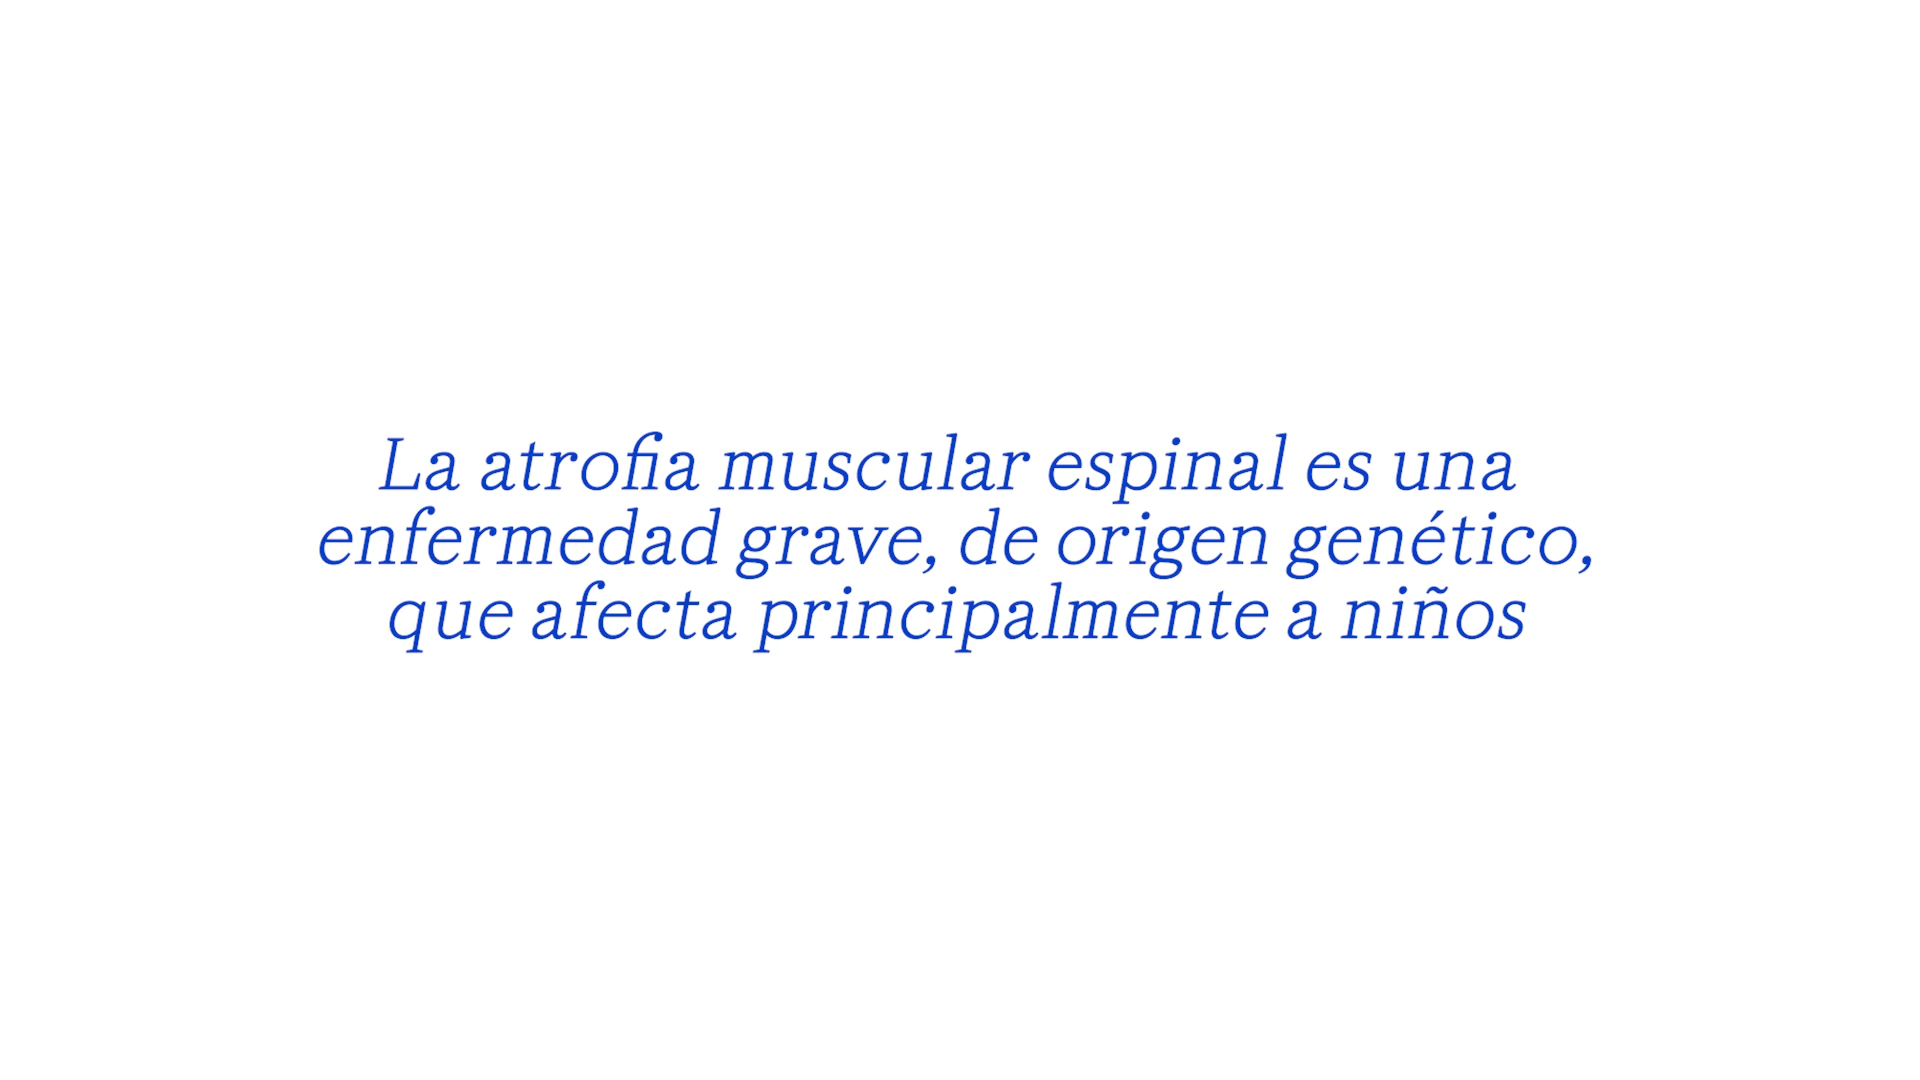 La atrofia muscular espinal es una
enfermedad grave, de origen genético,
que afecta principalmente a niños